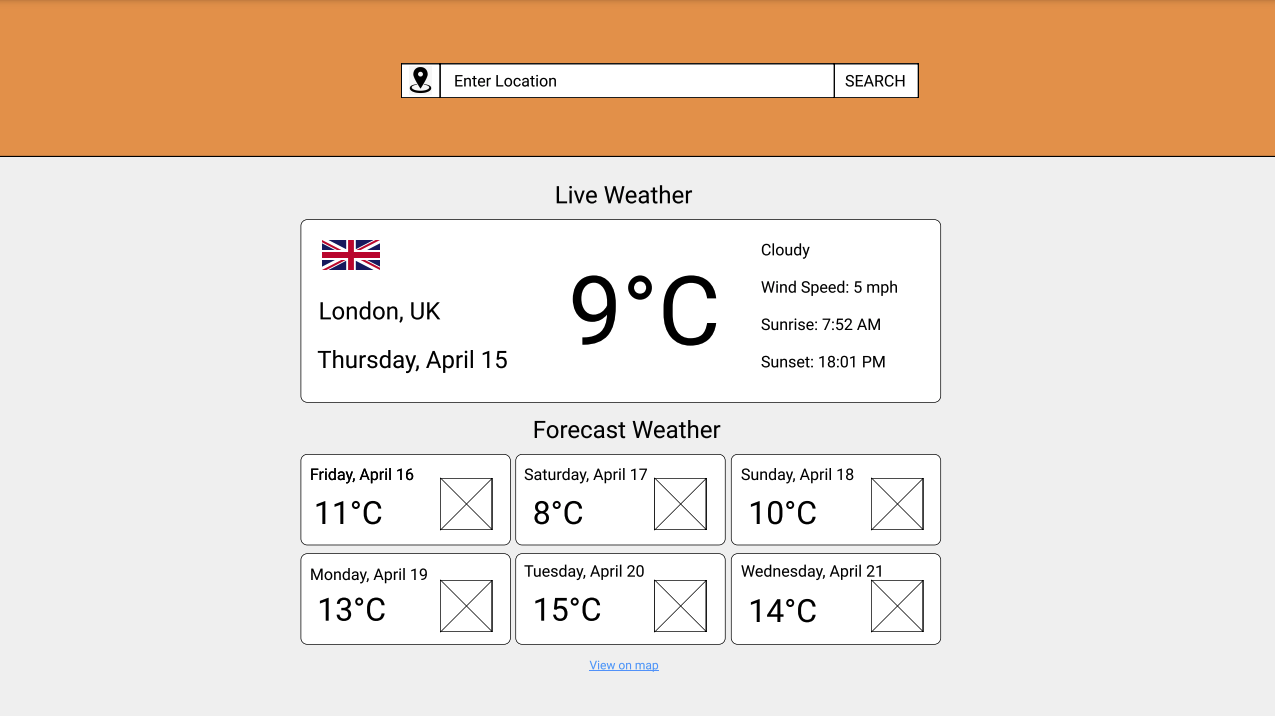 Enter Location
SEARCH
Live Weather
London, UK
Thursday, April 15
9°C
Cloudy
Wind Speed: 5 mph
Sunrise: 7:52 AM
Sunset: 18:01 PM
Forecast Weather
Friday, April 16
11°C
Saturday, April 17
8°C
Sunday, April 18
10°C
Monday, April 19
13°C
Tuesday, April 20
15°C
Wednesday, April 21
14°C
View on map